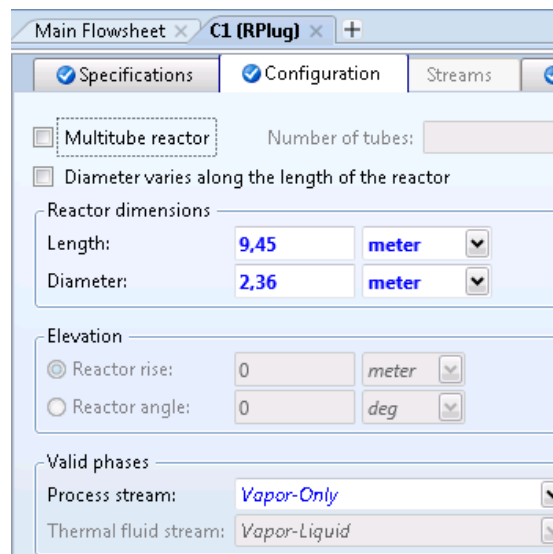 Main Flowsheet C1 (RPlug)
Specifications Configuration Streams
Multitube reactor Number of tubes:
Diameter varies along the length of the reactor
Reactor dimensions
Length: 9,45 meter
Diameter: 2,36 meter
Elevation
Reactor rise: 0 meter
Reactor angle: 0 deg
Valid phases
Process stream: Vapor-Only
Thermal fluid stream: Vapor-Liquid